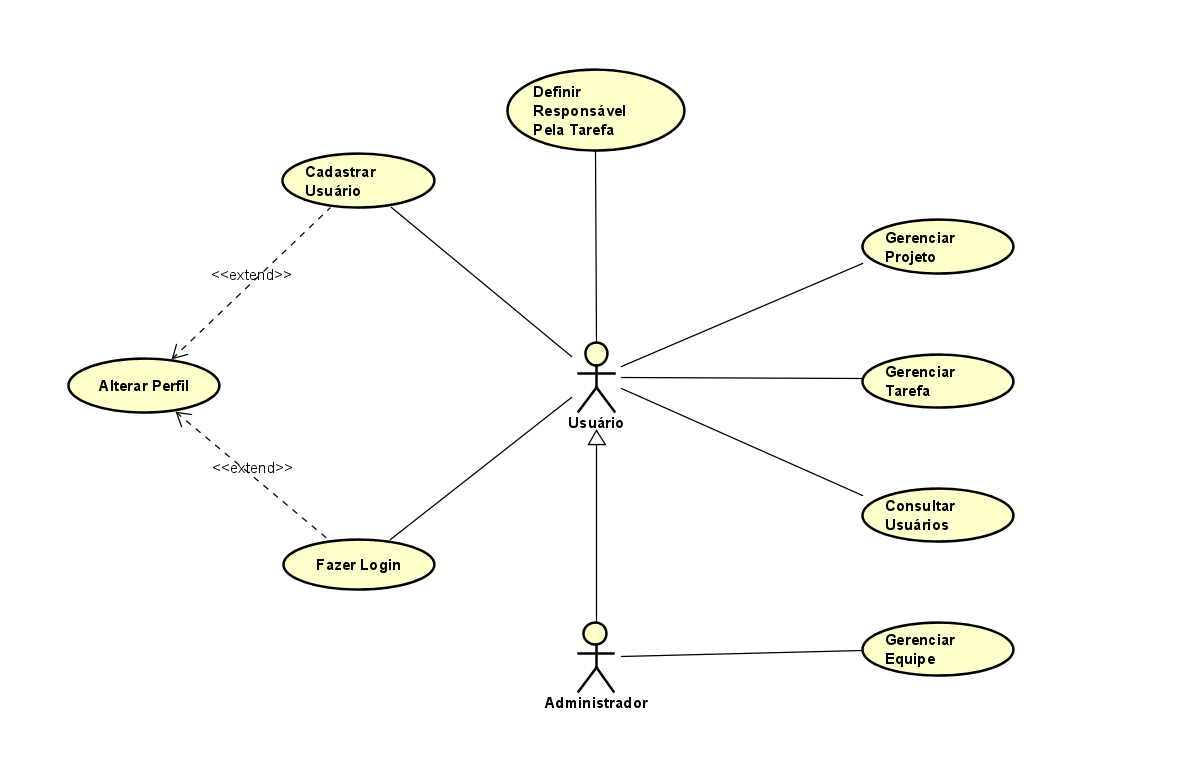 Definir
Responsável
Pela Tarefa
Cadastrar
Usuário
Gerenciar
Projeto
<<extend>>
Alterar Perfil
Gerenciar
Tarefa
Usuário
<<extend>>
Consultar
Usuários
Fazer Login
Gerenciar
Equipe
Administrador